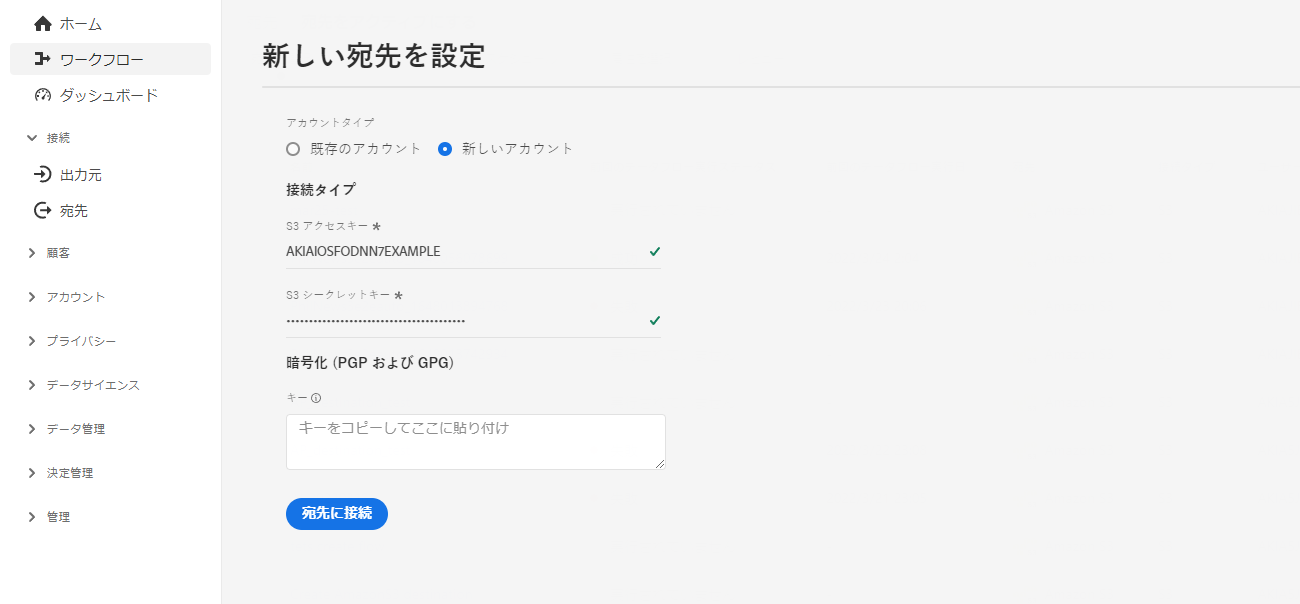 ホーム
ワークフロー
ダッシュボード
接続
出力元
宛先
顧客
アカウント
プライバシー
データサイエンス
データ管理
決定管理
管理
新しい宛先を設定
アカウントタイプ
既存のアカウント 新しいアカウント
接続タイプ
S3 アクセスキー *
AKIAIOSFODNN7EXAMPLE
S3 シークレットキー *
暗号化 (PGP および GPG)
キー
キーをコピーしてここに貼り付け
宛先に接続